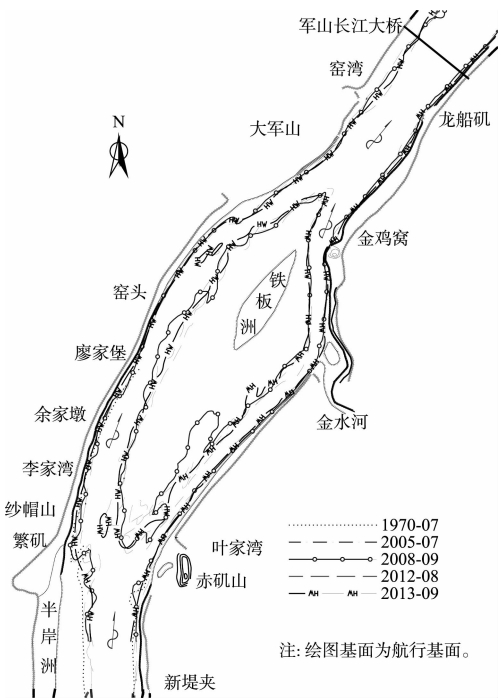 军山长江大桥
窑湾
龙船矶
大军山
N
金鸡窝
铁板洲
窑头
廖家堡
余家墩
金水河
李家湾
纱帽山
繁矶
叶家湾
赤矶山
半岸洲
新堤夹
1970-07
2005-07
2008-09
2012-08
2013-09
注: 绘图基面为航行基面。